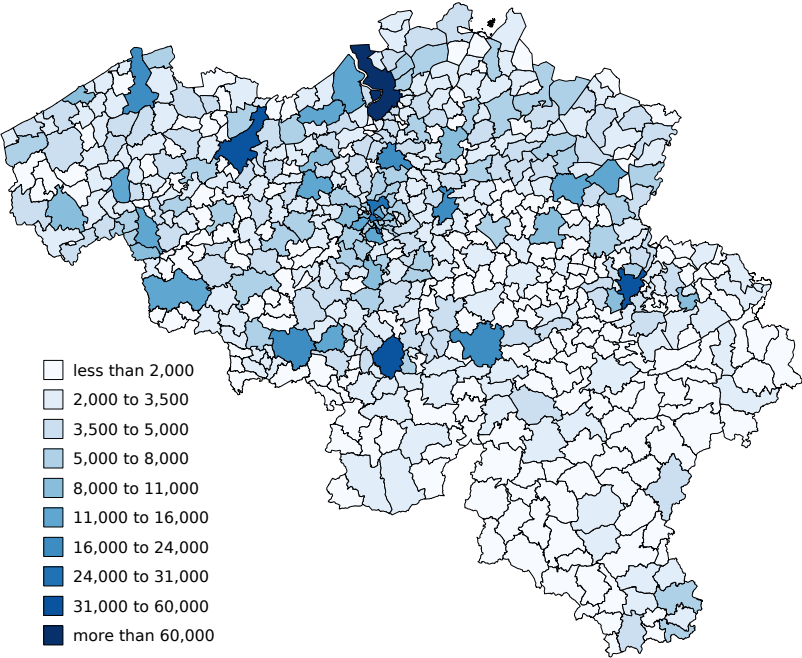 less than 2,000
2,000 to 3,500
3,500 to 5,000
5,000 to 8,000
8,000 to 11,000
11,000 to 16,000
16,000 to 24,000
24,000 to 31,000
31,000 to 60,000
more than 60,000